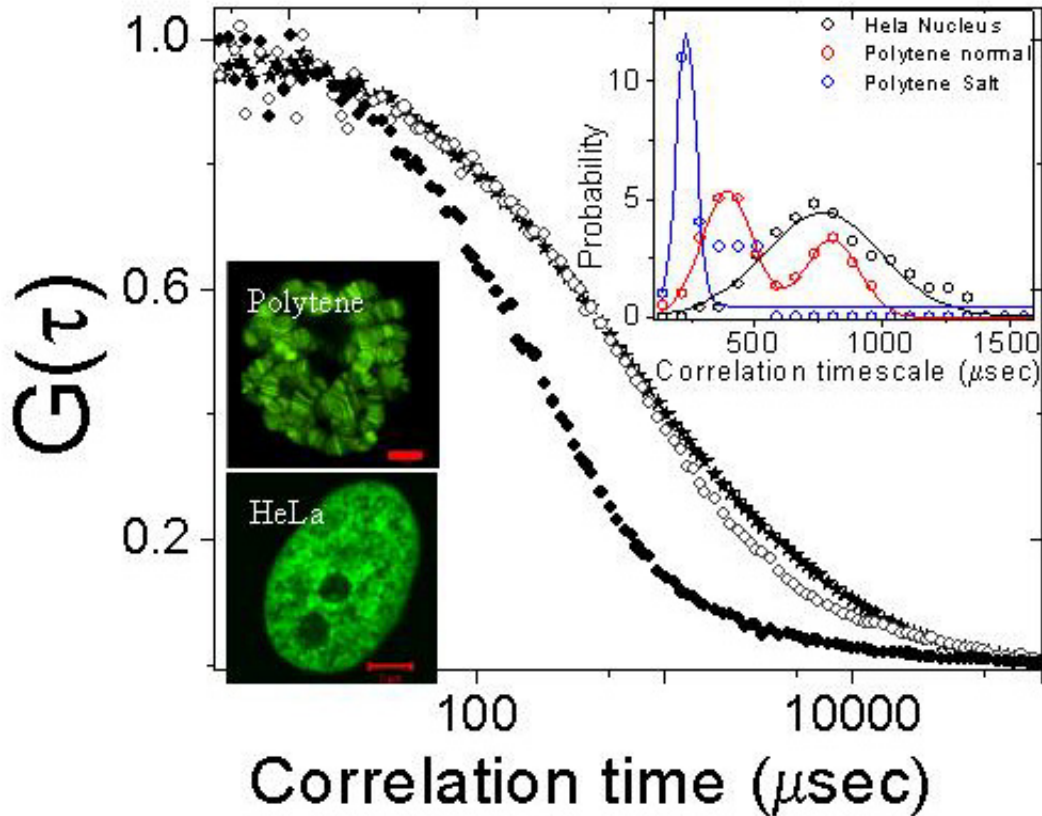 G(τ)
1.0
0.6
0.2
100
10000
Correlation time (μsec)
Polytene
HeLa
Probability
10
5
0
500
1000
1500
Correlation timescale (μsec)
Hela Nucleus
Polytene normal
Polytene Salt